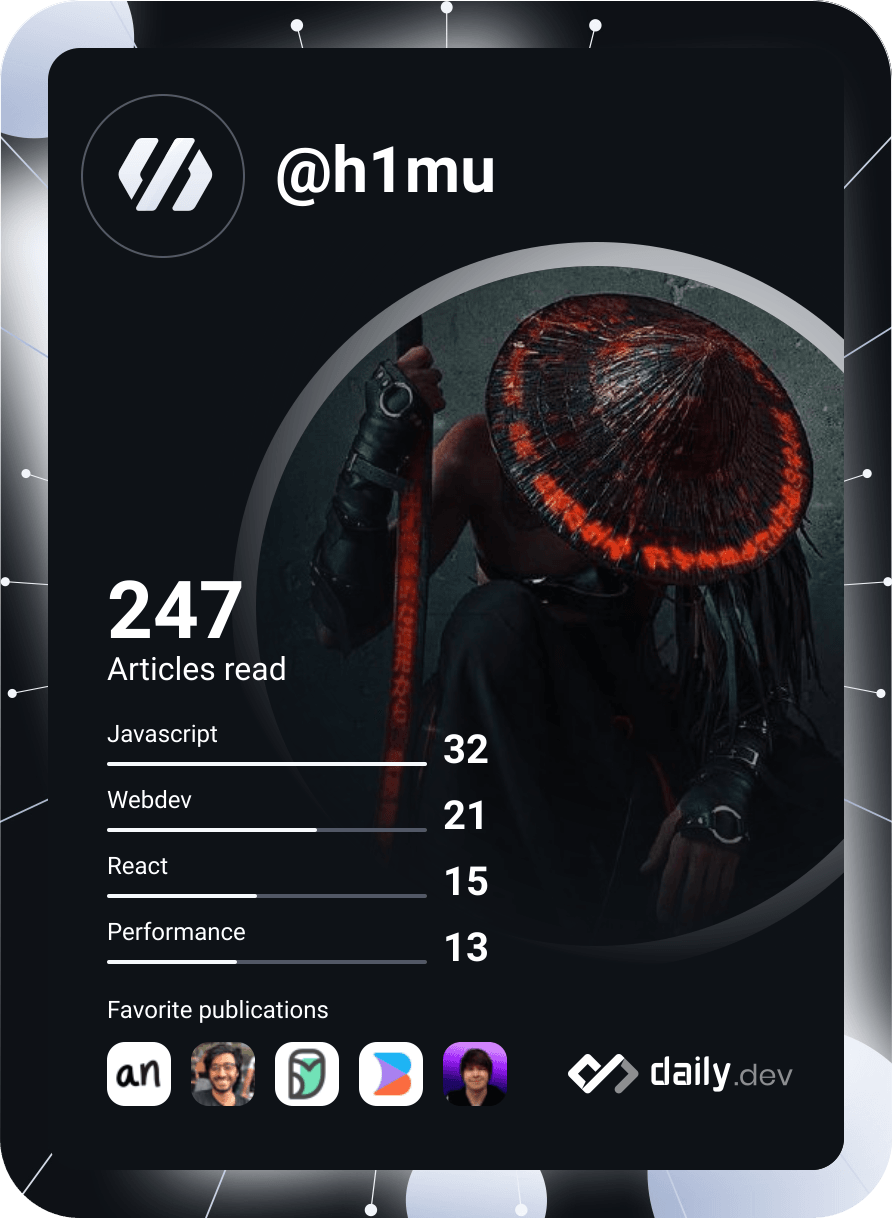 @h1mu
247
Articles read
Javascript
32
Webdev
21
React
15
Performance
13
Favorite publications
an
daily.dev